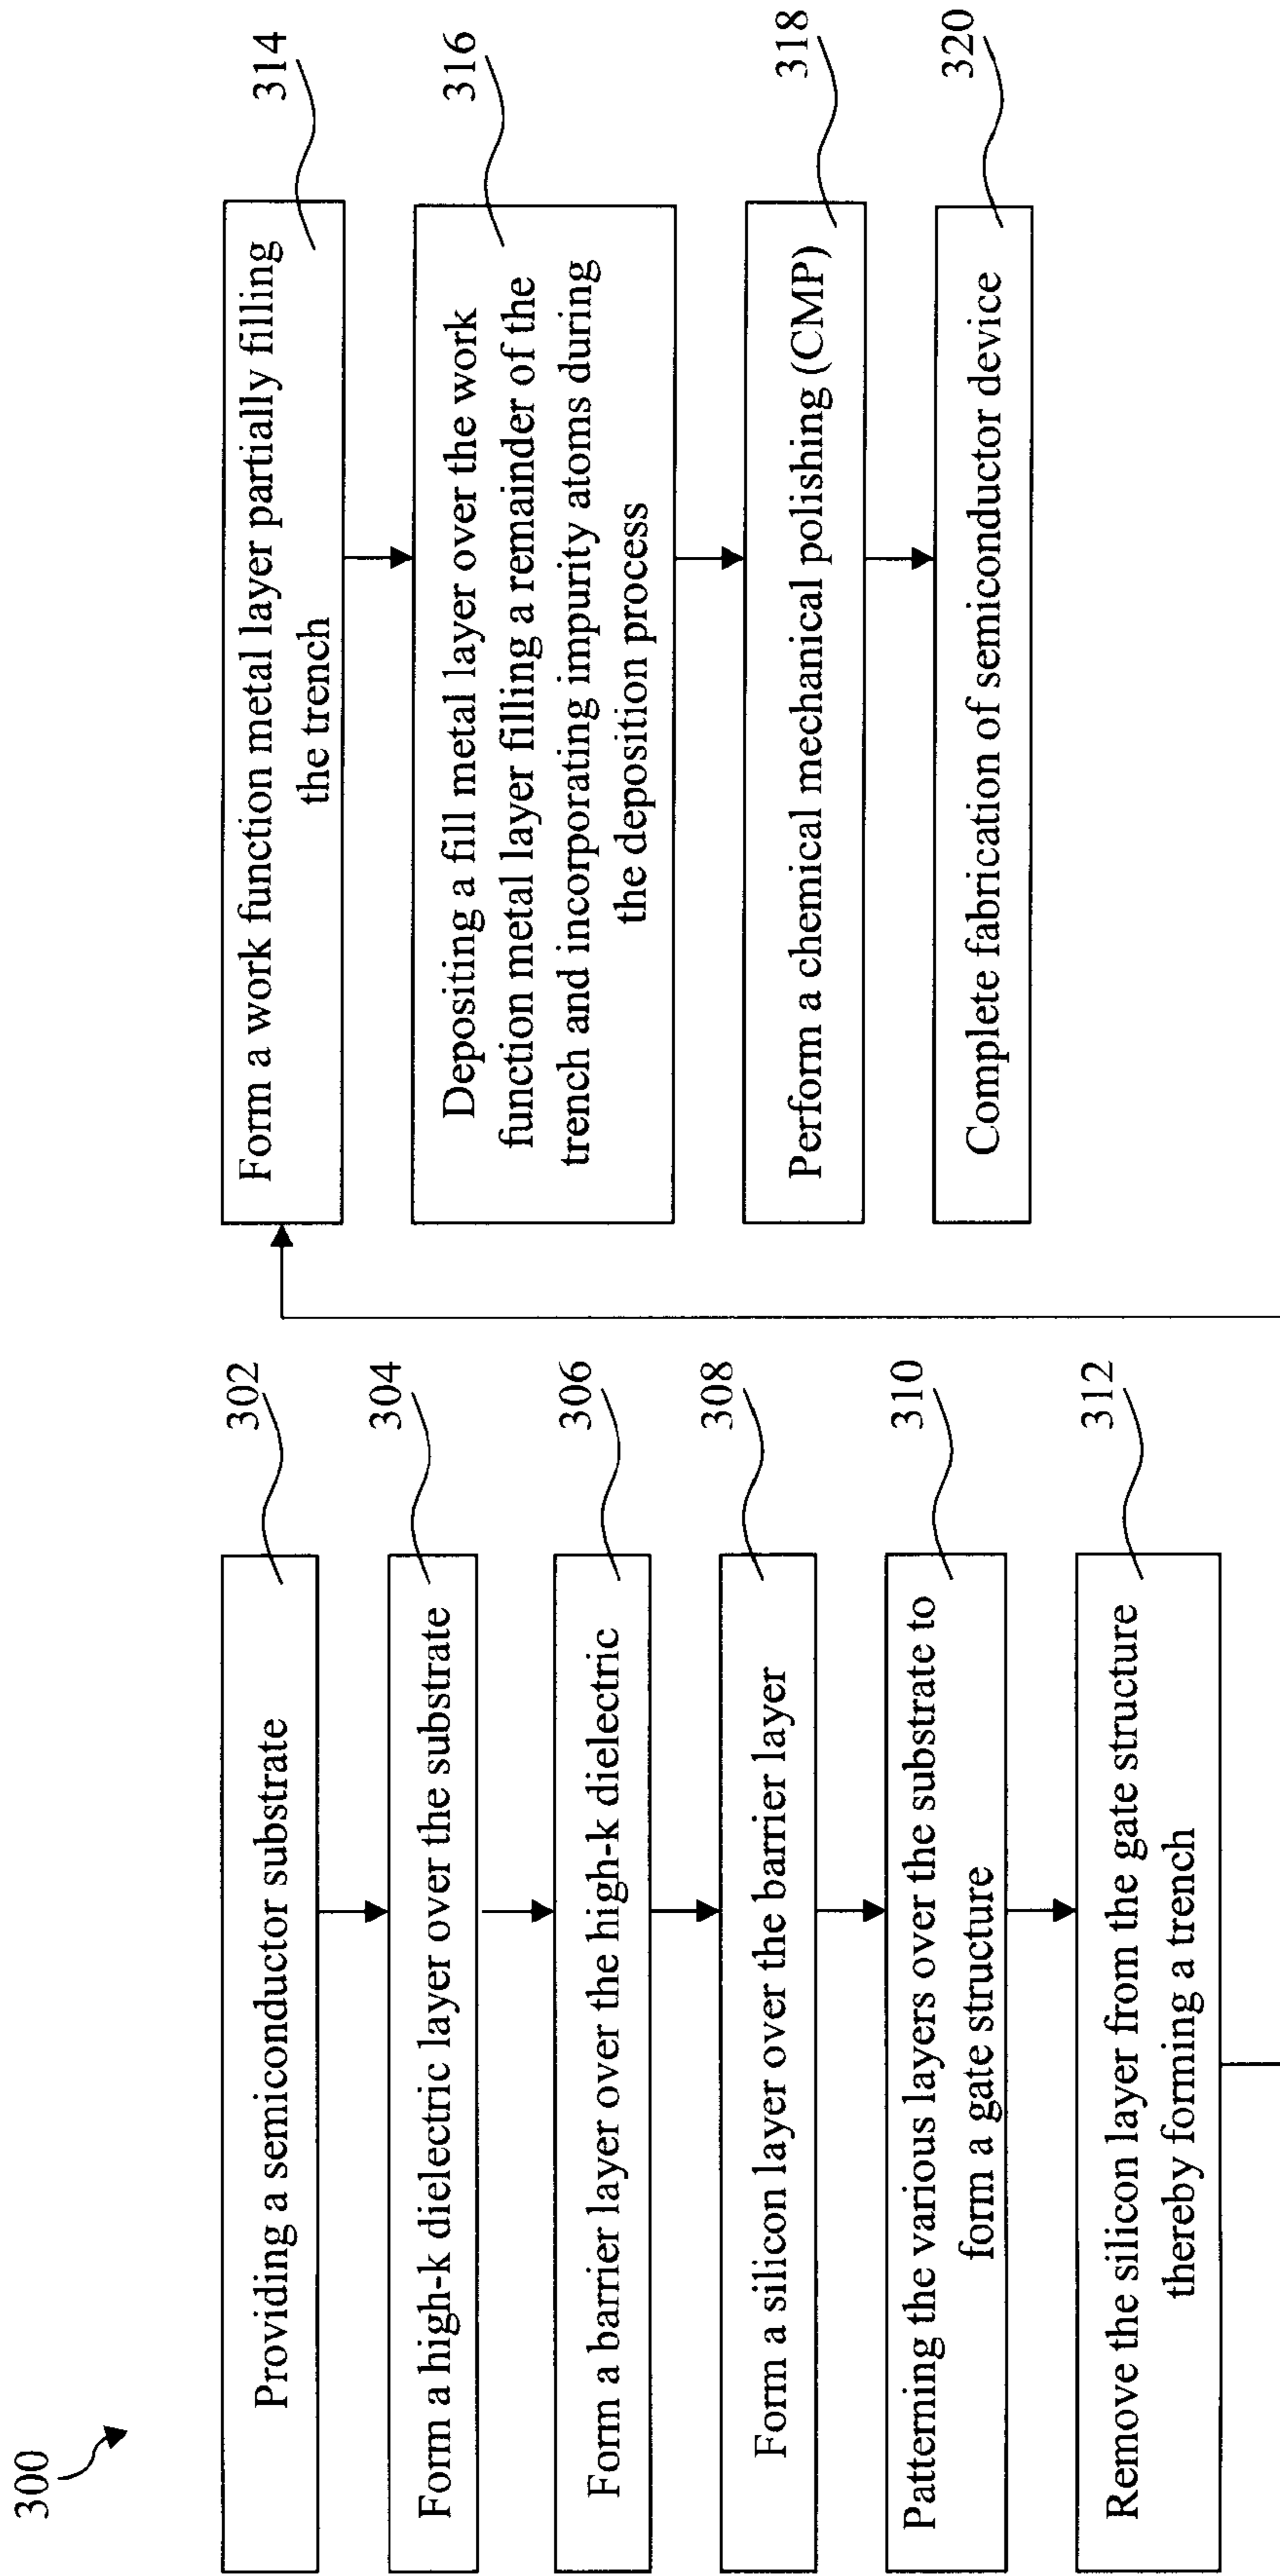 300
Providing a semiconductor substrate
302
Form a high-k dielectric layer over the substrate
304
Form a barrier layer over the high-k dielectric
306
Form a silicon layer over the barrier layer
308
Patterning the various layers over the substrate to
form a gate structure
310
Remove the silicon layer from the gate structure
thereby forming a trench
312
Form a work function metal layer partially filling
the trench
314
Depositing a fill metal layer over the work
function metal layer filling a remainder of the
trench and incorporating impurity atoms during
the deposition process
316
Perform a chemical mechanical polishing (CMP)
318
Complete fabrication of semiconductor device
320